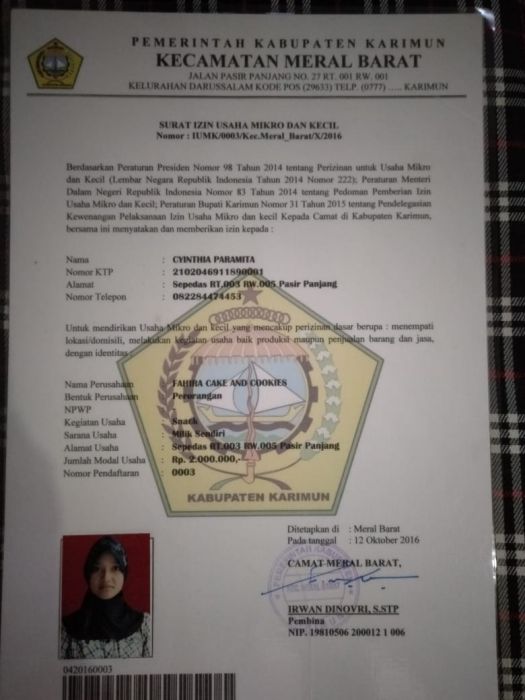 PEMERINTAH KABUPATEN KARIMUN
KECAMATAN MERAL BARAT
JALAN PASIR PANJANG NO. 27 RT. 001 RW. 001
KELURAHAN DARUSSALAM KODE POS (29633) TELP. (0777) ..... KARIMUN
SURAT IZIN USAHA MIKRO DAN KECIL
Nomor : IUMK/0003/Kec.Meral_Barat/X/2016
Berdasarkan Peraturan Presiden Nomor 98 Tahun 2014 tentang Perizinan untuk Usaha Mikro
dan Kecil (Lembar Negara Republik Indonesia Tahun 2014 Nomor 222); Peraturan Menteri
Dalam Negeri Republik Indonesia Nomor 83 Tahun 2014 tentang Pedoman Pemberian Izin
Usaha Mikro dan Kecil; Peraturan Bupati Karimun Nomor 31 Tahun 2015 tentang Pendelegasian
Kewenangan Pelaksanaan Izin Usaha Mikro dan kecil Kepada Camat di Kabupaten Karimun,
bersama ini menyatakan dan memberikan izin kepada :
Nama : CYINTHIA PARAMITA
Nomor KTP : 2102046911890001
Alamat : Sepedas RT.003 RW.005 Pasir Panjang
Nomor Telepon : 082284474453
Untuk mendirikan Usaha Mikro dan kecil yang mencakup perizinan dasar berupa : menempati
lokasi/domisili, melakukan kegiatan usaha baik produksi maupun penjualan barang dan jasa,
dengan identitas :
Nama Perusahaan : FAHIRA CAKE AND COOKIES
Bentuk Perusahaan : Perorangan
NPWP :
Kegiatan Usaha : Snack
Sarana Usaha : Milik Sendiri
Alamat Usaha : Sepedas RT.003 RW.005 Pasir Panjang
Jumlah Modal Usaha : Rp. 2.000.000,-
Nomor Pendaftaran : 0003
KABUPATEN KARIMUN
Ditetapkan di : Meral Barat
Pada tanggal : 12 Oktober 2016
CAMAT MERAL BARAT,
IRWAN DINOVRI, S.STP
Pembina
NIP. 19810506 200012 1 006
0420160003